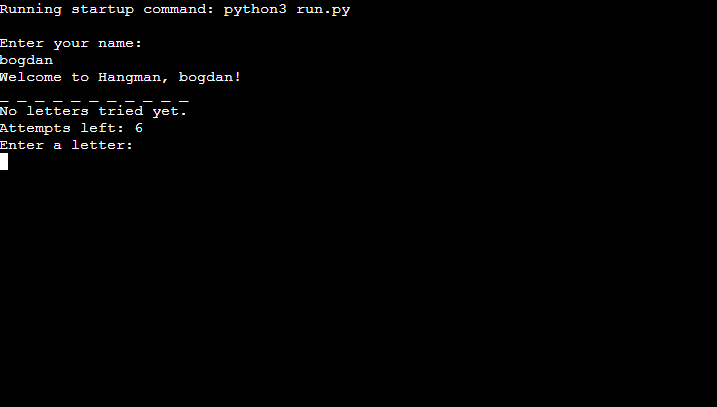 Running startup command: python3 run.py
Enter your name:
bogdan
Welcome to Hangman, bogdan!
_ _ _ _ _ _ _ _ _ _ _
No letters tried yet.
Attempts left: 6
Enter a letter: